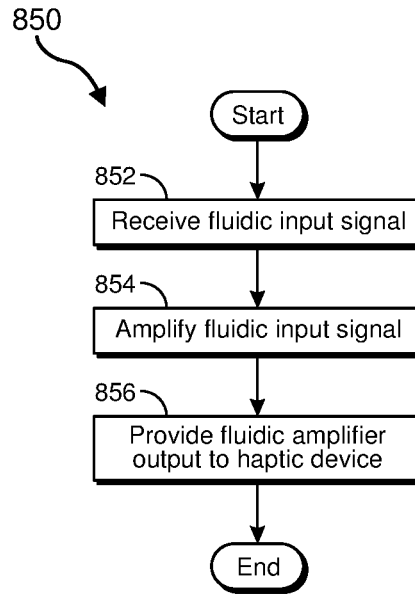 850
Start
852
Receive fluidic input signal
854
Amplify fluidic input signal
856
Provide fluidic amplifier
output to haptic device
End